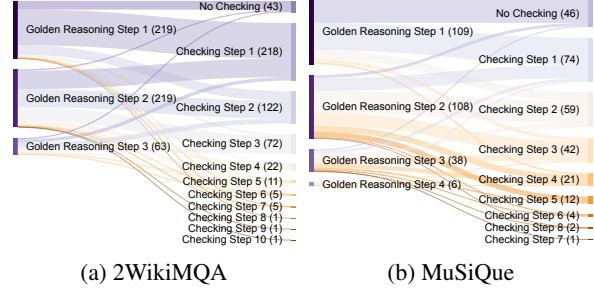 No Checking (43)
Golden Reasoning Step 1 (219)
Checking Step 1 (218)
Golden Reasoning Step 2 (219)
Checking Step 2 (122)
Golden Reasoning Step 3 (63)
Checking Step 3 (72)
Checking Step 4 (22)
Checking Step 5 (11)
Checking Step 6 (5)
Checking Step 7 (5)
Checking Step 8 (1)
Checking Step 9 (1)
Checking Step 10 (1)
(a) 2WikiMQA
No Checking (46)
Golden Reasoning Step 1 (109)
Checking Step 1 (74)
Golden Reasoning Step 2 (108)
Checking Step 2 (59)
Checking Step 3 (42)
Golden Reasoning Step 3 (38)
Checking Step 4 (21)
Golden Reasoning Step 4 (6)
Checking Step 5 (12)
Checking Step 6 (4)
Checking Step 8 (2)
Checking Step 7 (1)
(b) MuSiQue